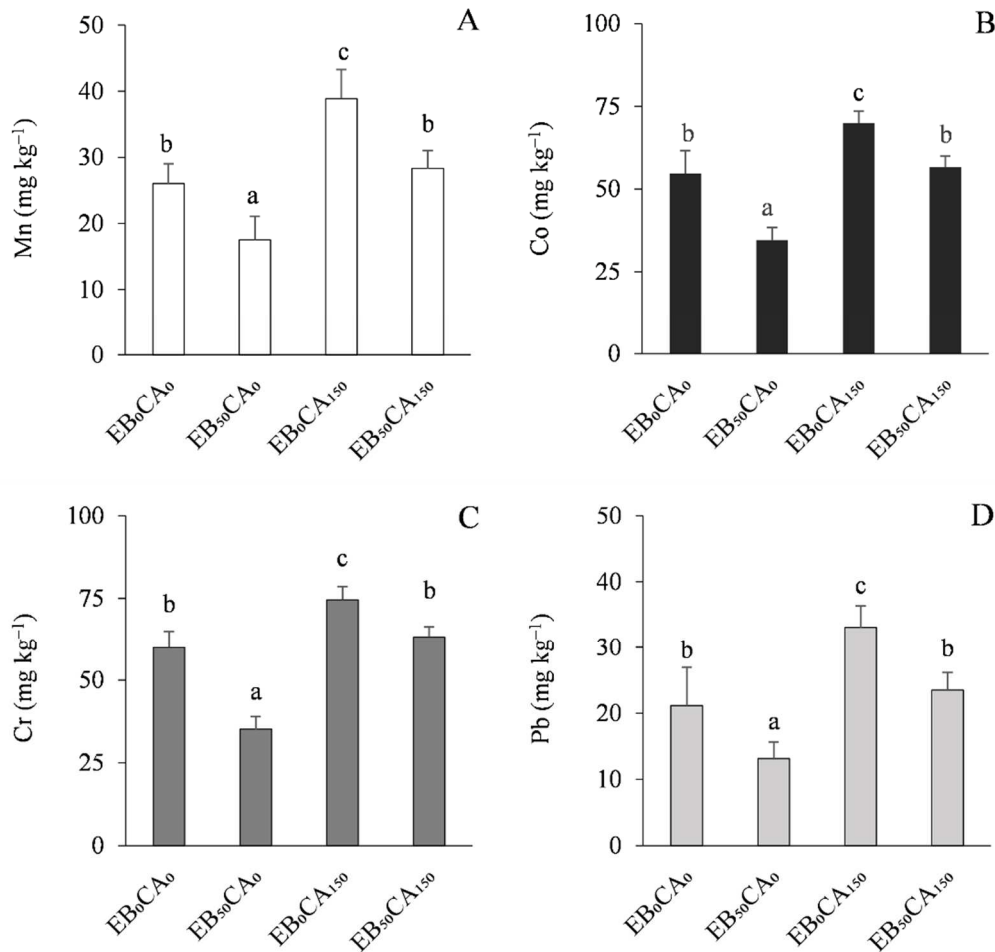 A
Mn (mg kg⁻¹)
50
40
30
20
10
0
b
a
c
b
EB₀CA₀
EB₅₀CA₀
EB₀CA₁₅₀
EB₅₀CA₁₅₀
B
Co (mg kg⁻¹)
100
75
50
25
0
b
a
c
b
EB₀CA₀
EB₅₀CA₀
EB₀CA₁₅₀
EB₅₀CA₁₅₀
C
Cr (mg kg⁻¹)
100
75
50
25
0
b
a
c
b
EB₀CA₀
EB₅₀CA₀
EB₀CA₁₅₀
EB₅₀CA₁₅₀
D
Pb (mg kg⁻¹)
50
40
30
20
10
0
b
a
c
b
EB₀CA₀
EB₅₀CA₀
EB₀CA₁₅₀
EB₅₀CA₁₅₀